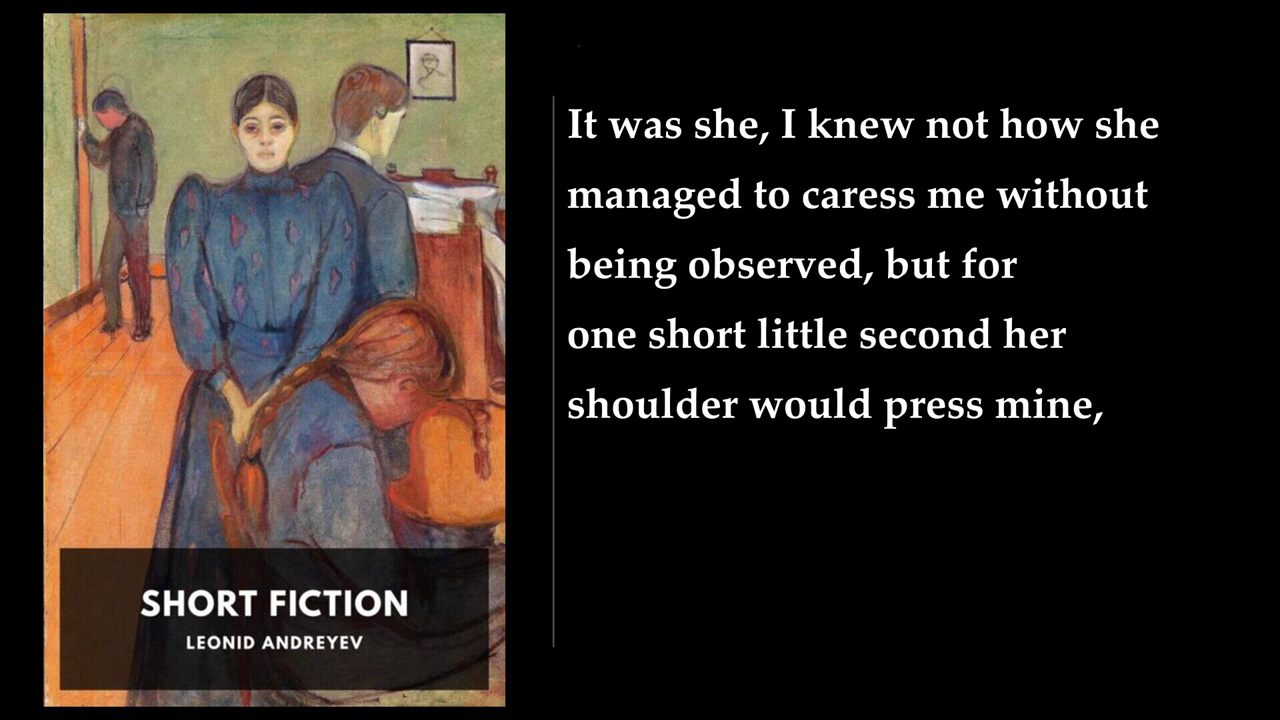 It was she, I knew not how she
managed to caress me without
being observed, but for
one short little second her
shoulder would press mine,
SHORT FICTION
LEONID ANDREYEV